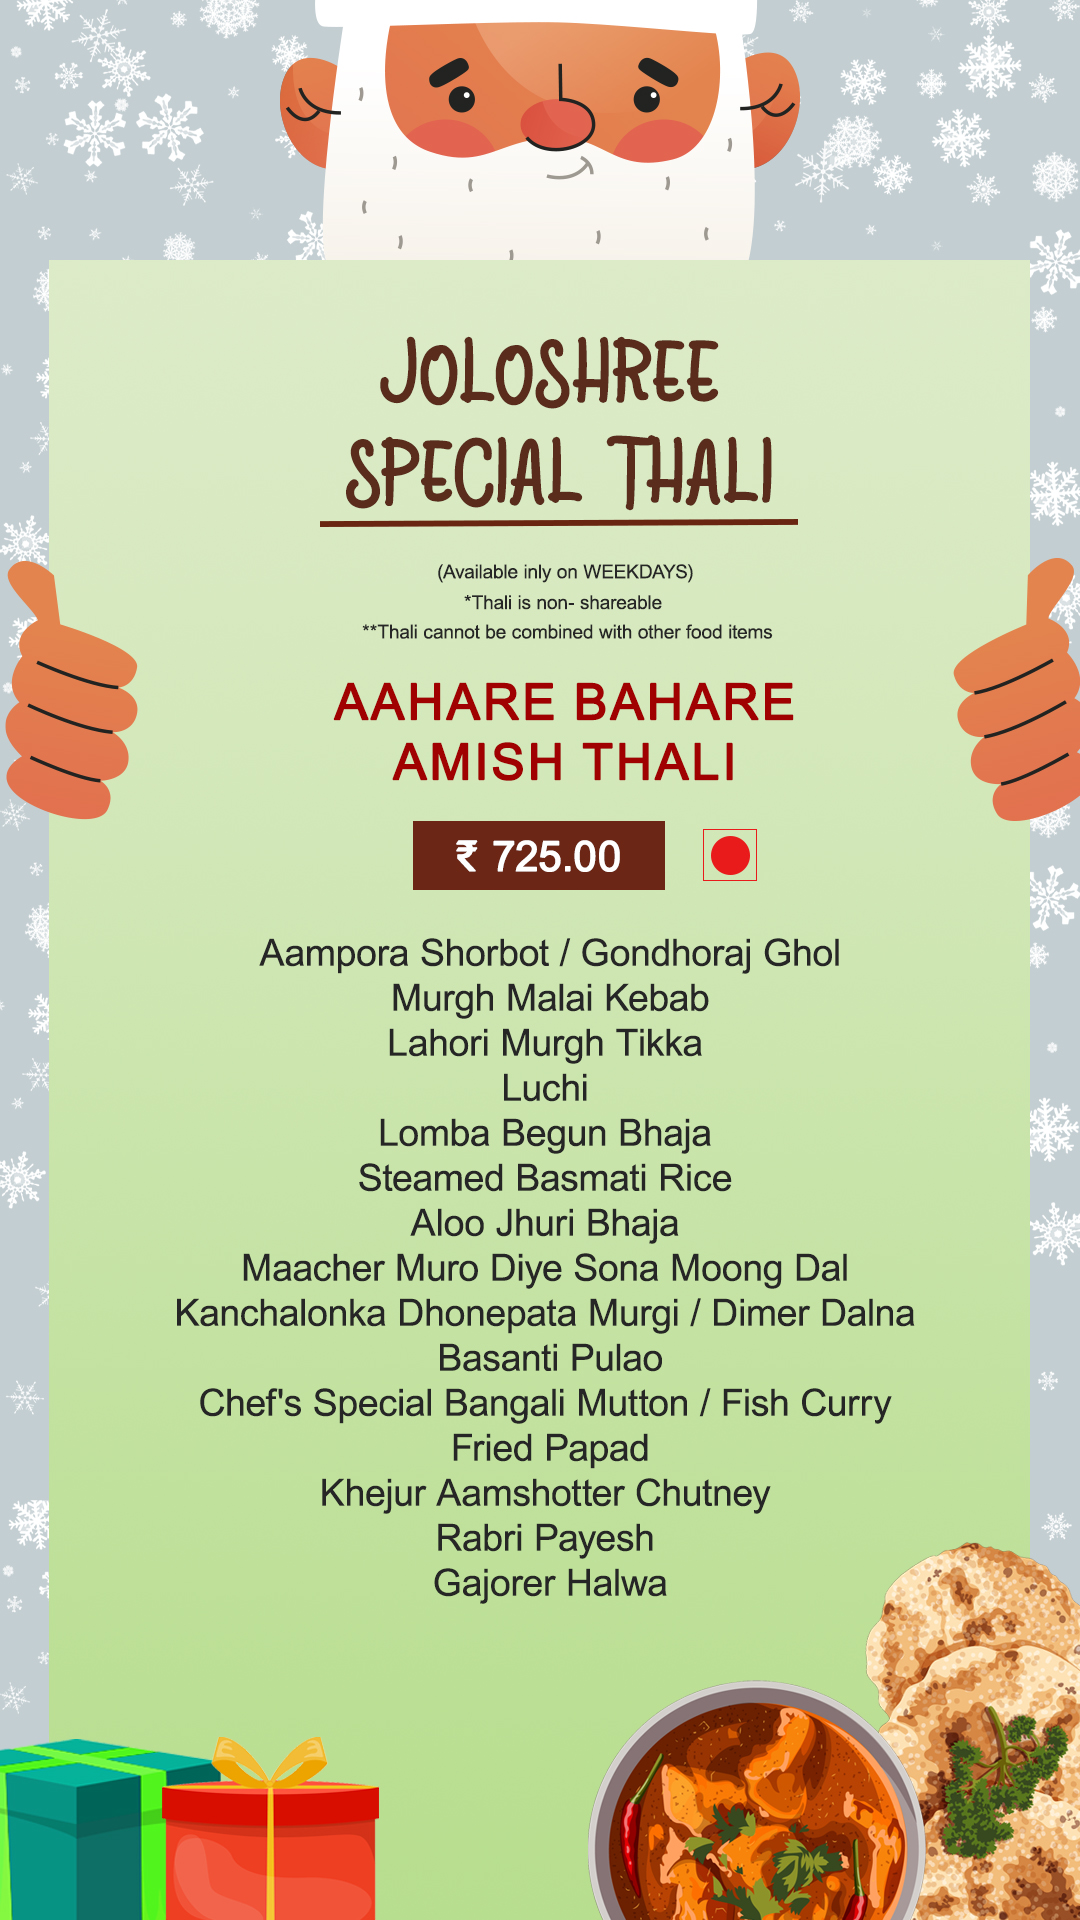 JOLOSHREE
SPECIAL THALI
(Available inly on WEEKDAYS)
*Thali is non- shareable
**Thali cannot be combined with other food items
AAHARE BAHARE
AMISH THALI
₹ 725.00
Aampora Shorbot / Gondhoraj Ghol
Murgh Malai Kebab
Lahori Murgh Tikka
Luchi
Lomba Begun Bhaja
Steamed Basmati Rice
Aloo Jhuri Bhaja
Maacher Muro Diye Sona Moong Dal
Kanchalonka Dhonepata Murgi / Dimer Dalna
Basanti Pulao
Chef's Special Bangali Mutton / Fish Curry
Fried Papad
Khejur Aamshotter Chutney
Rabri Payesh
Gajorer Halwa